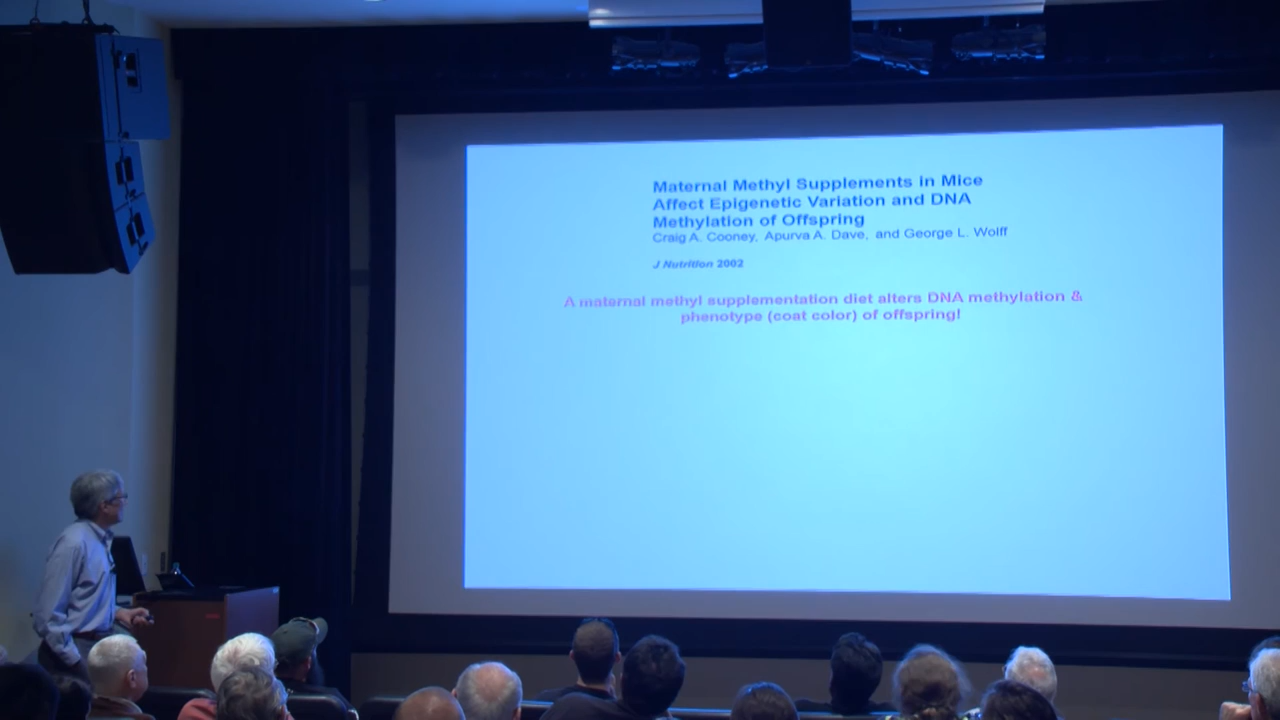 Maternal Methyl Supplements in Mice
Affect Epigenetic Variation and DNA
Methylation of Offspring
Craig A. Cooney, Apurva A. Dave, and George L. Wolff
J Nutrition 2002
A maternal methyl supplementation diet alters DNA methylation &
phenotype (coat color) of offspring!